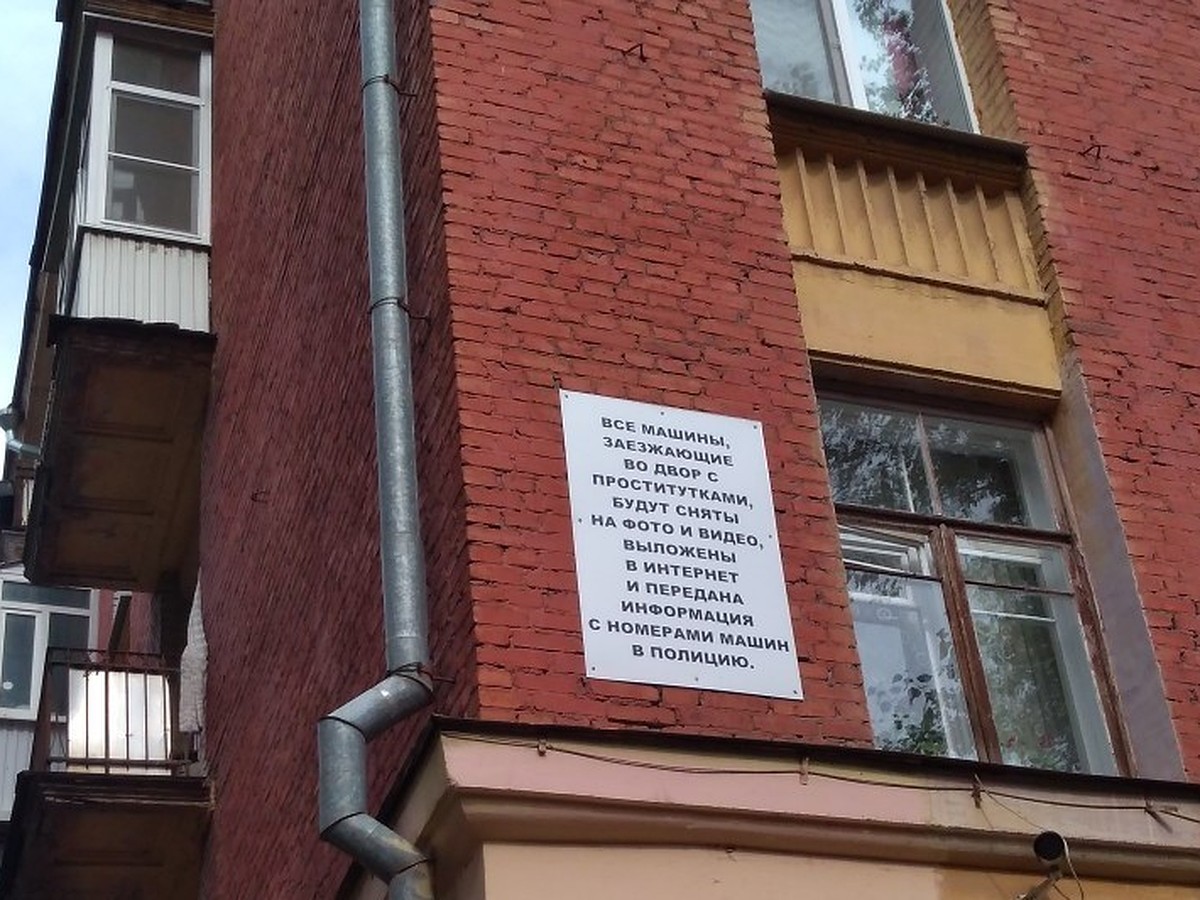 ВСЕ МАШИНЫ,
ЗАЕЗЖАЮЩИЕ
ВО ДВОР С
ПРОСТИТУТКАМИ,
БУДУТ СНЯТЫ
НА ФОТО И ВИДЕО,
ВЫЛОЖЕНЫ
В ИНТЕРНЕТ
И ПЕРЕДАНА
ИНФОРМАЦИЯ
С НОМЕРАМИ МАШИН
В ПОЛИЦИЮ.